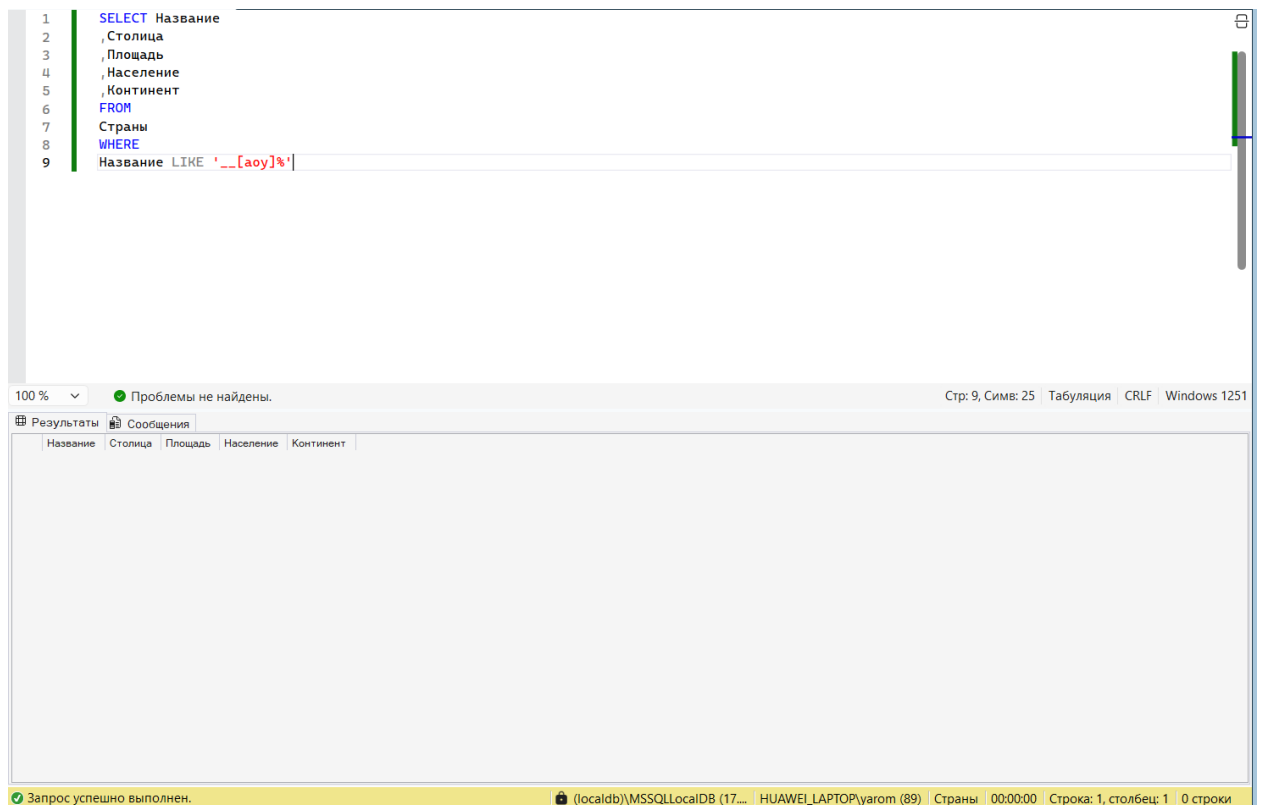 1 SELECT Название
2 ,Столица
3 ,Площадь
4 ,Население
5 ,Континент
6 FROM
7 Страны
8 WHERE
9 Название LIKE '__[аоу]%'
100 % Проблемы не найдены. Стр: 9, Симв: 25 Табуляция CRLF Windows 1251
Результаты Сообщения
Название Столица Площадь Население Континент
Запрос успешно выполнен. (localdb)\MSSQLLocalDB (17.... HUAWEI_LAPTOP\yarom (89) Страны 00:00:00 Строка: 1, столбец: 1 0 строки